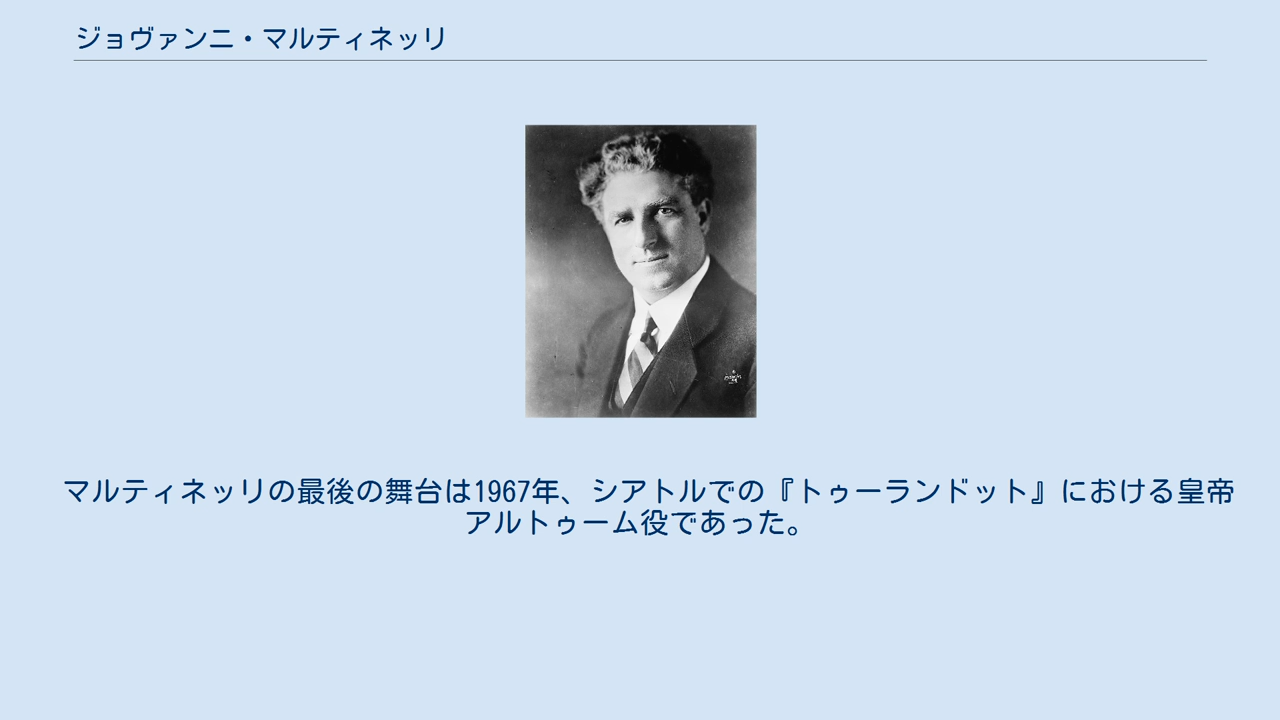 ジョヴァンニ・マルティネッリ
マルティネッリの最後の舞台は1967年、シアトルでの『トゥーランドット』における皇帝
アルトゥーム役であった。